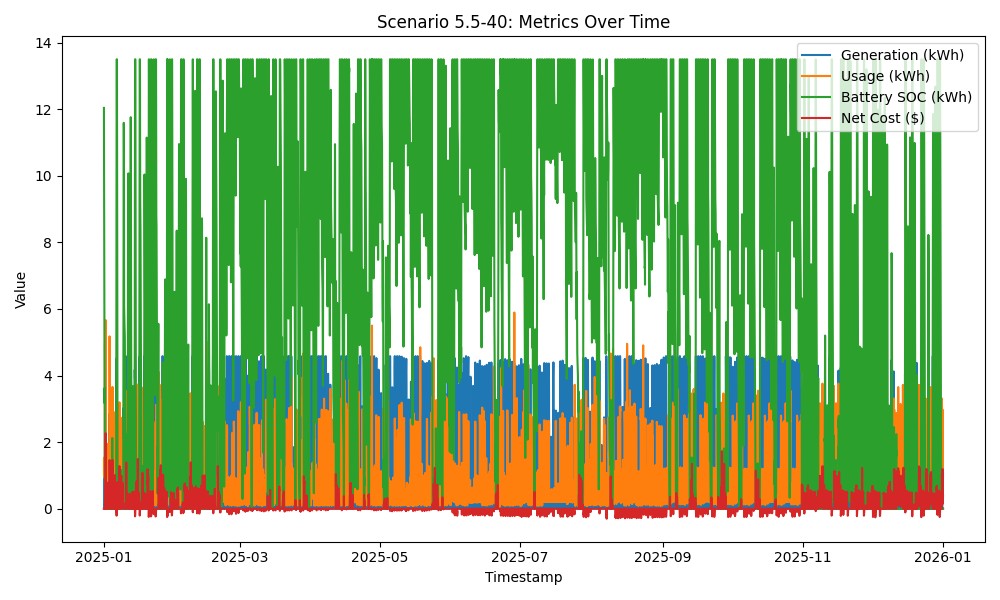 Scenario 5.5-40: Metrics Over Time
Generation (kWh)
Usage (kWh)
Battery SOC (kWh)
Net Cost ($)
Value
14
12
10
8
6
4
2
0
2025-01
2025-03
2025-05
2025-07
2025-09
2025-11
2026-01
Timestamp